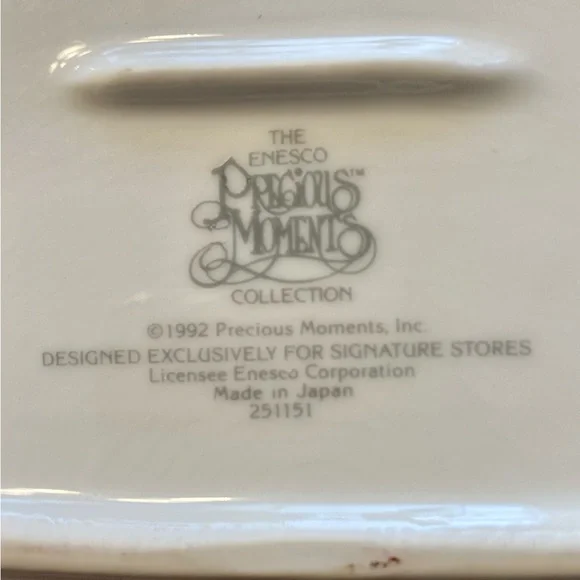 THE
ENESCO
PRECIOUS™
MOMENTS
COLLECTION
©1992 Precious Moments, Inc.
DESIGNED EXCLUSIVELY FOR SIGNATURE STORES
Licensee Enesco Corporation
Made in Japan
251151